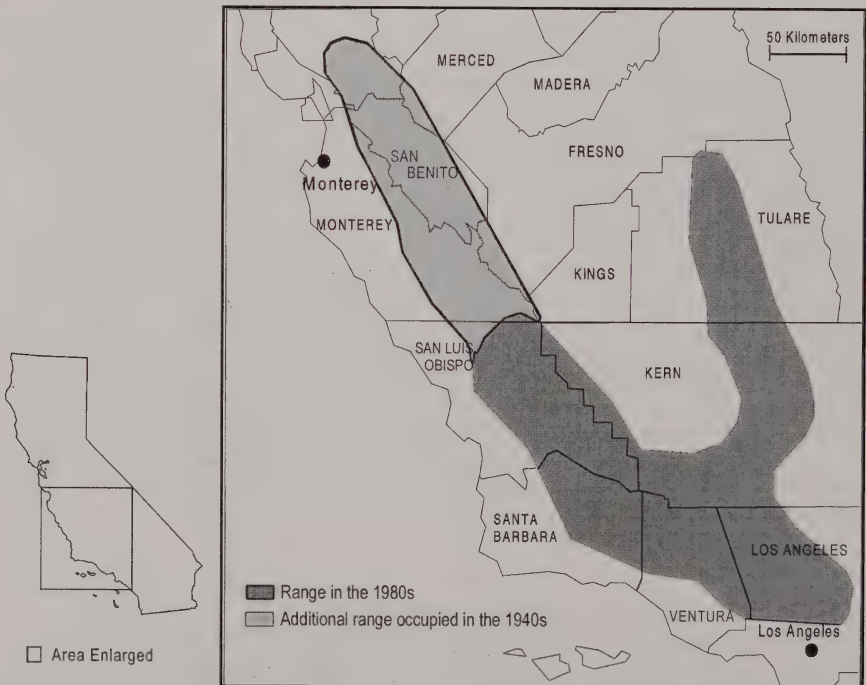 50 Kilometers
MERCED
MADERA
FRESNO
SAN
BENITO
Monterey
MONTEREY
TULARE
KINGS
SAN LUIS
OBISPO
KERN
SANTA
BARBARA
LOS ANGELES
Range in the 1980s
Additional range occupied in the 1940s
VENTURA
Los Angeles
Area Enlarged